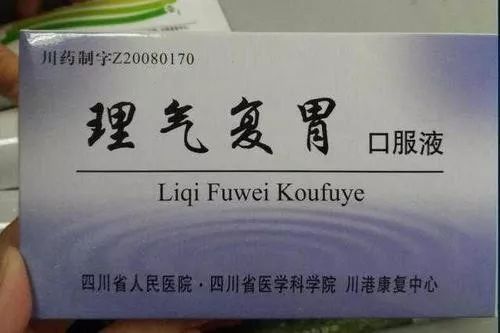 川药制字Z20080170
理气复胃 口服液
Liqi Fuwei Koufuye
四川省人民医院·四川省医学科学院 川港康复中心